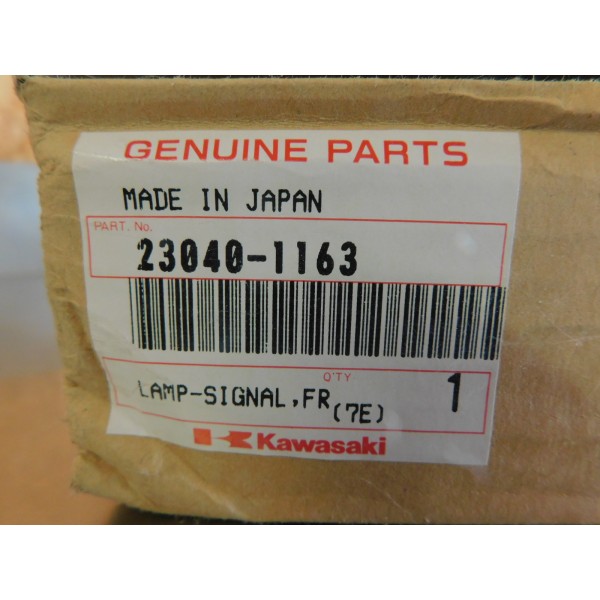 GENUINE PARTS
MADE IN JAPAN
PART. No.
23040-1163
Q'TY
LAMP-SIGNAL,FR(7E) 1
Kawasaki